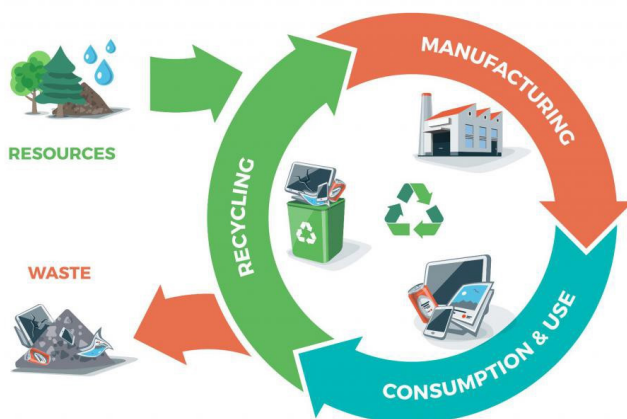 RESOURCES
WASTE
RECYCLING
MANUFACTURING
CONSUMPTION & USE